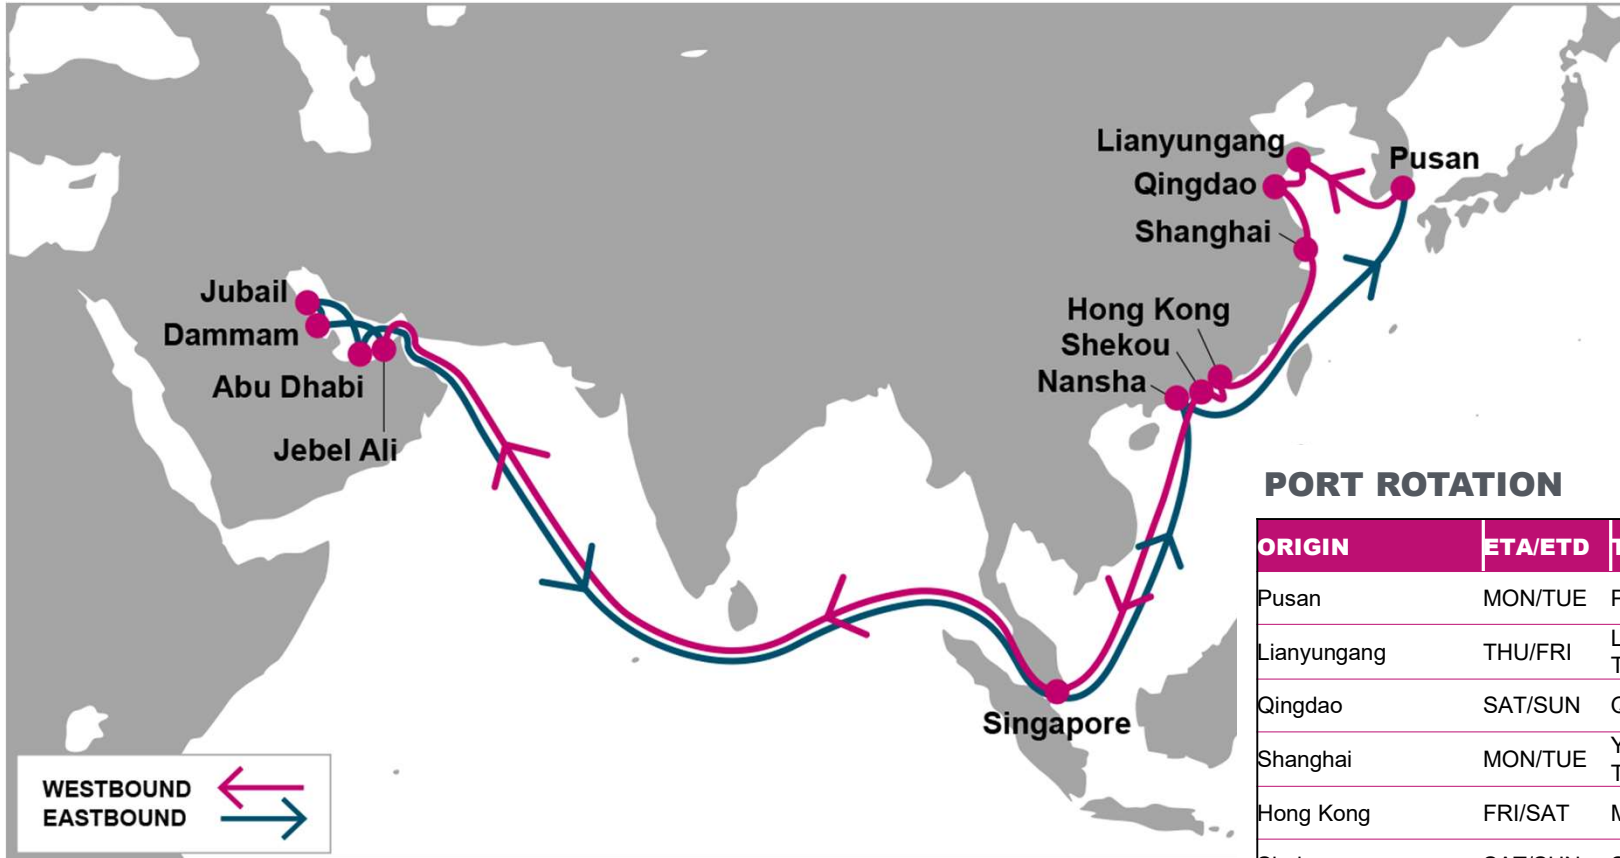 Lianyungang
Pusan
Qingdao
Shanghai
Jubail
Hong Kong
Dammam
Shekou
Nansha
Abu Dhabi
Jebel Ali
Singapore
WESTBOUND
EASTBOUND
PORT ROTATION
ORIGIN ETA/ETD
Pusan MON/TUE
Lianyungang THU/FRI
Qingdao SAT/SUN
Shanghai MON/TUE
Hong Kong FRI/SAT